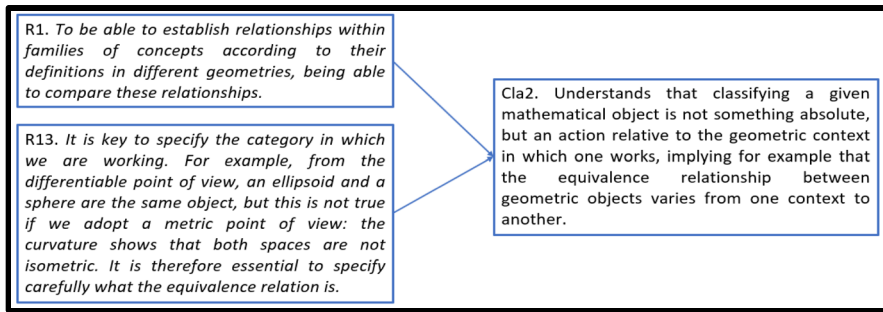 R1. To be able to establish relationships within
families of concepts according to their
definitions in different geometries, being able
to compare these relationships.
R13. It is key to specify the category in which
we are working. For example, from the
differentiable point of view, an ellipsoid and a
sphere are the same object, but this is not true
if we adopt a metric point of view: the
curvature shows that both spaces are not
isometric. It is therefore essential to specify
carefully what the equivalence relation is.
Cla2. Understands that classifying a given
mathematical object is not something absolute,
but an action relative to the geometric context
in which one works, implying for example that
the equivalence relationship between
geometric objects varies from one context to
another.